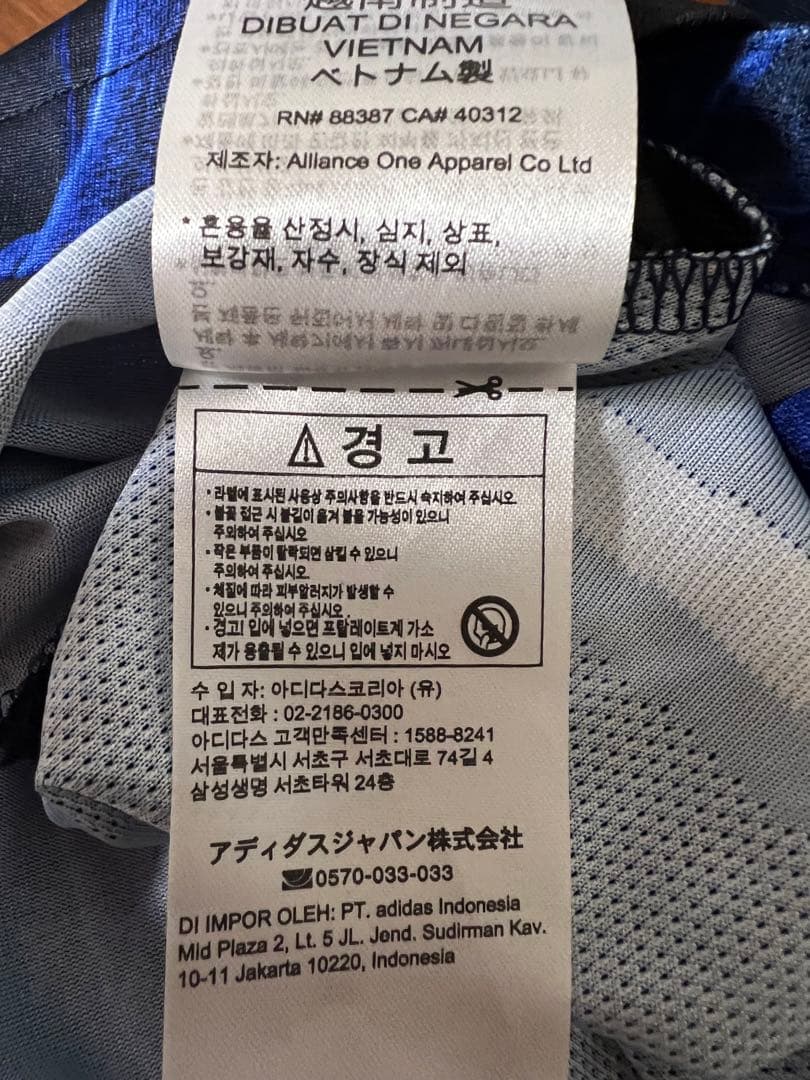 越南制造
DIBUAT DI NEGARA
VIETNAM
ベトナム製
RN# 88387 CA# 40312
제조자: Alliance One Apparel Co Ltd
* 혼용율 산정시, 심지, 상표,
보강재, 자수, 장식 제외
경 고
• 라벨에 표시된 사용상 주의사항을 반드시 숙지하여 주십시오.
• 불꽃 접근 시 불길이 옮겨 붙을 가능성이 있으니
주의하여 주십시오
• 작은 부품이 탈락되면 삼킬 수 있으니
주의하여 주십시오.
• 체질에 따라 피부알러지가 발생할 수
있으니 주의하여 주십시오.
• 경고! 입에 넣으면 프탈레이트계 가소
제가 용출될 수 있으니 입에 넣지 마시오
수 입 자: 아디다스코리아 (유)
대표전화 : 02-2186-0300
아디다스 고객만족센터 : 1588-8241
서울특별시 서초구 서초대로 74길 4
삼성생명 서초타워 24층
アディダスジャパン株式会社
0570-033-033
DI IMPOR OLEH: PT. adidas Indonesia
Mid Plaza 2, Lt. 5 JL. Jend. Sudirman Kav.
10-11 Jakarta 10220, Indonesia